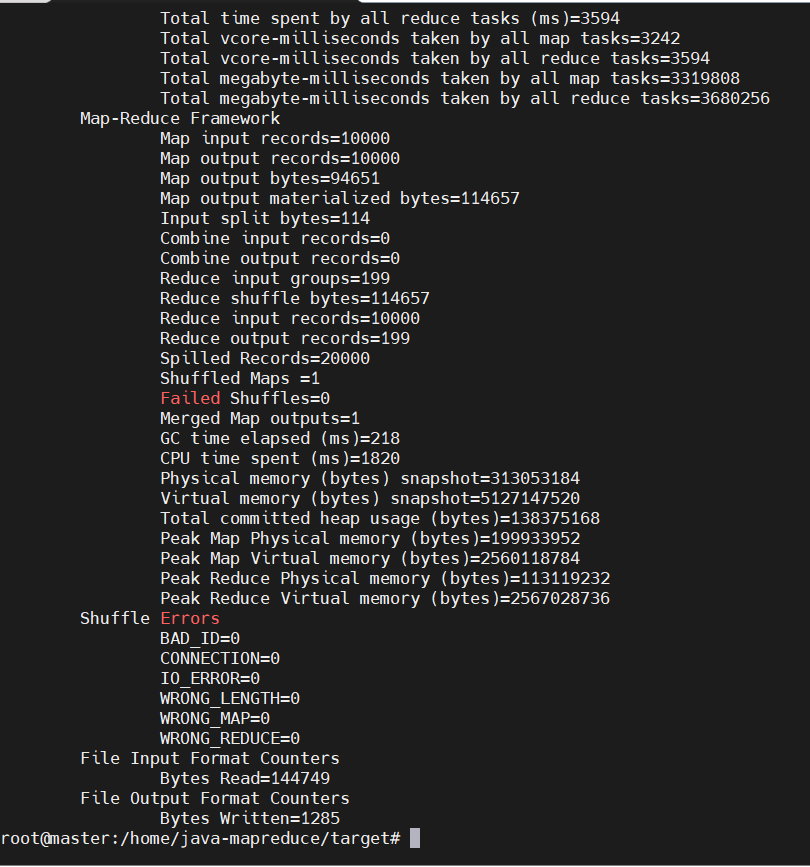 Total time spent by all reduce tasks (ms)=3594
Total vcore-milliseconds taken by all map tasks=3242
Total vcore-milliseconds taken by all reduce tasks=3594
Total megabyte-milliseconds taken by all map tasks=3319808
Total megabyte-milliseconds taken by all reduce tasks=3680256
Map-Reduce Framework
Map input records=10000
Map output records=10000
Map output bytes=94651
Map output materialized bytes=114657
Input split bytes=114
Combine input records=0
Combine output records=0
Reduce input groups=199
Reduce shuffle bytes=114657
Reduce input records=10000
Reduce output records=199
Spilled Records=20000
Shuffled Maps =1
Failed Shuffles=0
Merged Map outputs=1
GC time elapsed (ms)=218
CPU time spent (ms)=1820
Physical memory (bytes) snapshot=313053184
Virtual memory (bytes) snapshot=5127147520
Total committed heap usage (bytes)=138375168
Peak Map Physical memory (bytes)=199933952
Peak Map Virtual memory (bytes)=2560118784
Peak Reduce Physical memory (bytes)=113119232
Peak Reduce Virtual memory (bytes)=2567028736
Shuffle Errors
BAD_ID=0
CONNECTION=0
IO_ERROR=0
WRONG_LENGTH=0
WRONG_MAP=0
WRONG_REDUCE=0
File Input Format Counters
Bytes Read=144749
File Output Format Counters
Bytes Written=1285
root@master:/home/java-mapreduce/target#